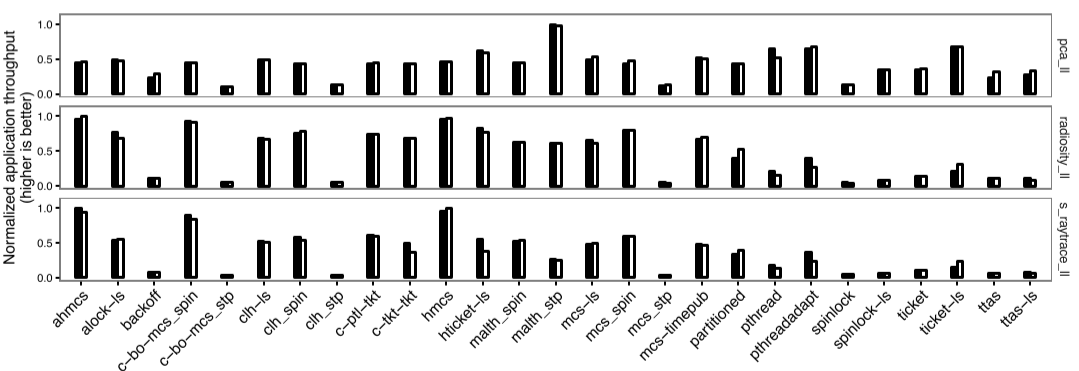 Normalized application throughput
(higher is better)
1.0
0.5
0.0
pca_ll
1.0
0.5
0.0
radiosity_ll
1.0
0.5
0.0
s_raytrace_ll
ahmcs
alock−ls
backoff
c−bo−mcs_spin
c−bo−mcs_stp
clh−ls
clh_spin
clh_stp
c−ptl−tkt
c−tkt−tkt
hmcs
hticket−ls
malth_spin
malth_stp
mcs−ls
mcs_spin
mcs_stp
mcs−timepub
partitioned
pthread
pthreadadapt
spinlock
spinlock−ls
ticket
ticket−ls
ttas
ttas−ls